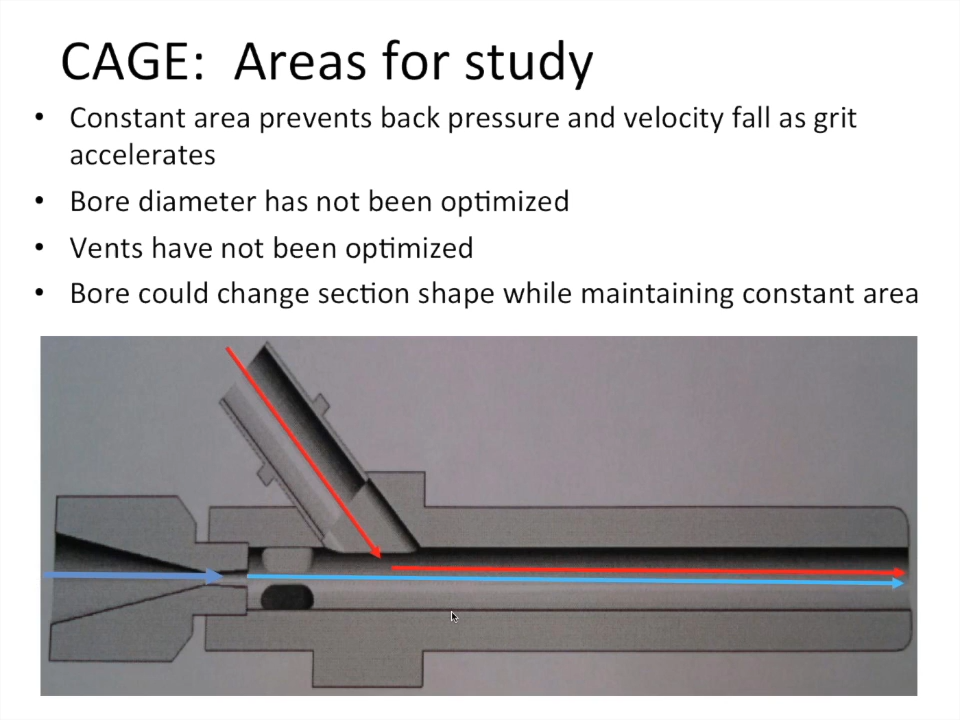 CAGE: Areas for study
• Constant area prevents back pressure and velocity fall as grit
accelerates
• Bore diameter has not been optimized
• Vents have not been optimized
• Bore could change section shape while maintaining constant area